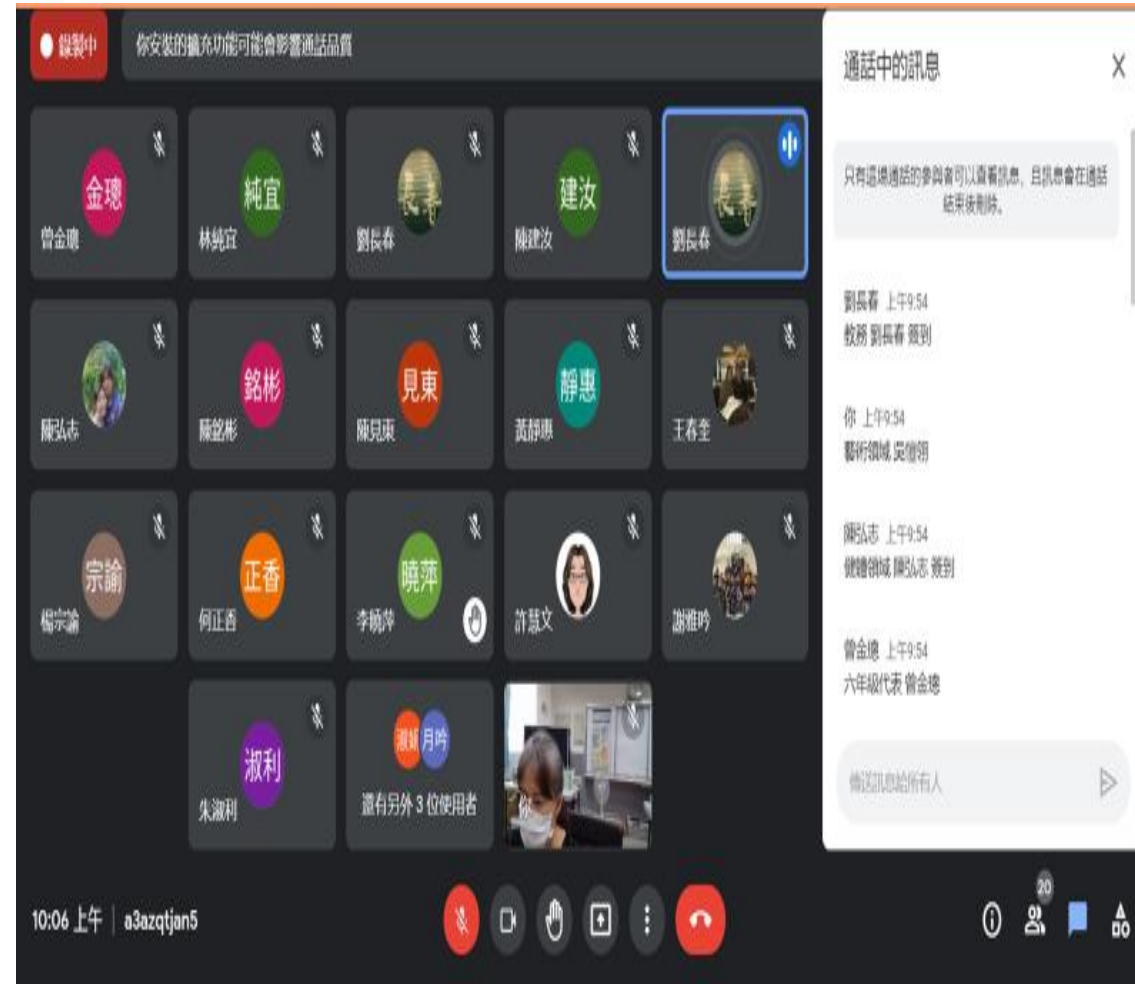 錄製中
你安裝的擴充功能可能會影響通話品質
金璁
曾金璁
純宜
林純宜
劉長春
建汝
陳建汝
長春
劉長春
陳弘志
銘彬
陳銘彬
見東
陳見東
靜惠
黃靜惠
王春奎
宗諭
楊宗諭
正香
何正香
曉萍
李曉萍
許慧文
謝雅吟
淑利
朱淑利
月吟
還有另外 3 位使用者
你
10:06 上午
a3azqtjan5
20
通話中的訊息
只有這場通話的參與者可以查看訊息，且訊息會在通話
結束後刪除。
劉長春 上午9:54
教務 劉長春 簽到
你 上午9:54
藝術領域
陳弘志 上午9:54
健體領域 陳弘志 簽到
曾金璁 上午9:54
六年級代表 曾金璁
傳送訊息給所有人